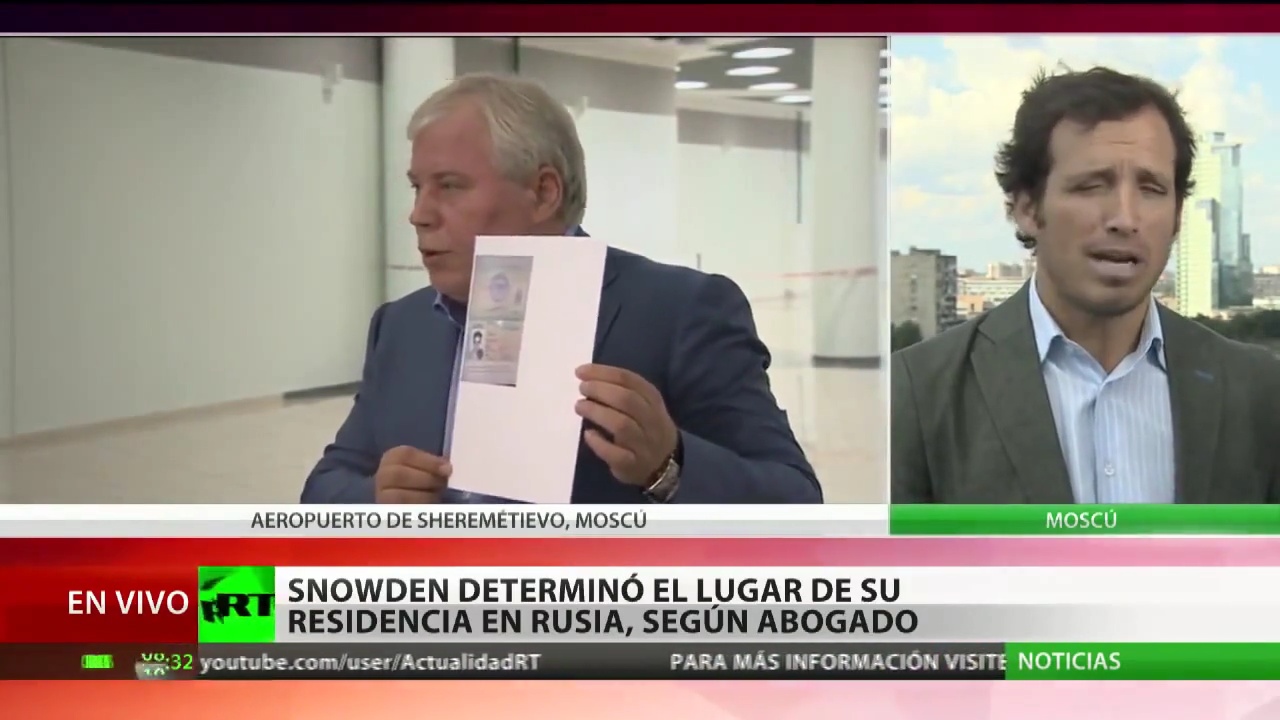 AEROPUERTO DE SHEREMÉTIEVO, MOSCÚ
MOSCÚ
EN VIVO
RT
SNOWDEN DETERMINÓ EL LUGAR DE SU
RESIDENCIA EN RUSIA, SEGÚN ABOGADO
youtube.com/user/ActualidadRT
PARA MÁS INFORMACIÓN VISITE
NOTICIAS